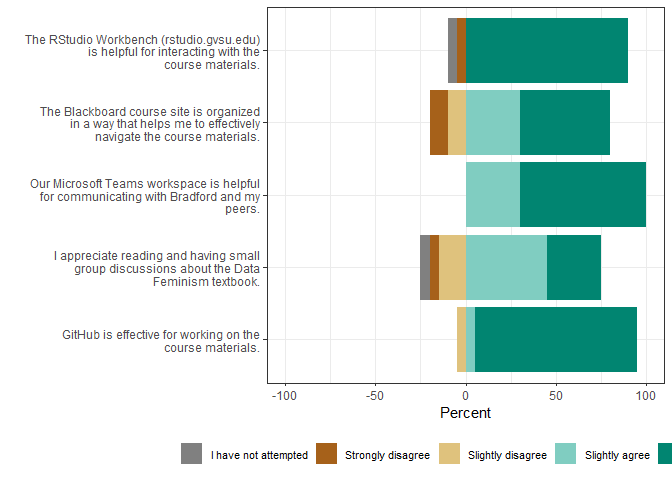 The RStudio Workbench (rstudio.gvsu.edu)
is helpful for interacting with the
course materials.
The Blackboard course site is organized
in a way that helps me to effectively
navigate the course materials.
Our Microsoft Teams workspace is helpful
for communicating with Bradford and my
peers.
I appreciate reading and having small
group discussions about the Data
Feminism textbook.
GitHub is effective for working on the
course materials.
-100 -50 0 50 100
Percent
I have not attempted Strongly disagree Slightly disagree Slightly agree